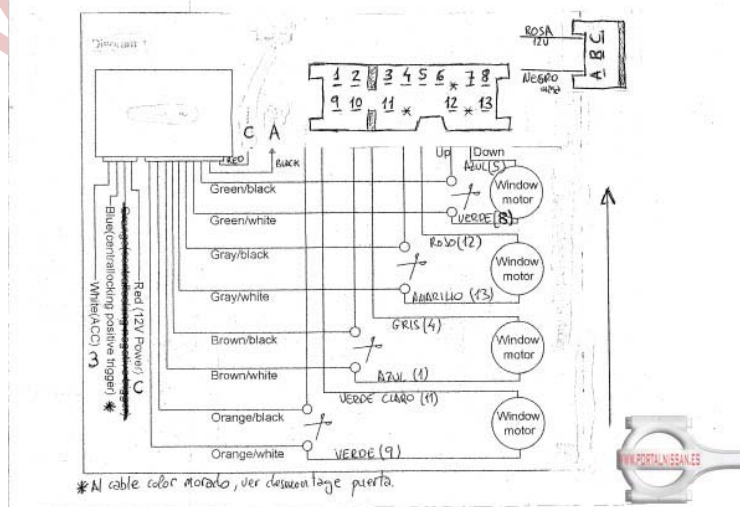 ROSA
12V
NEGRO
A B C
1 2 3 4 5 6 * 7 8
9 10 11 * 12 * 13
C A
RED
BLACK
Up Down
AZUL(5)
Green/black
Window
motor
Green/white
VERDE(8)
ROJO(12)
Gray/black
Window
motor
Gray/white
AMARILLO (13)
GRIS(4)
Brown/black
Window
motor
Brown/white
AZUL (1)
VERDE CLARO (11)
Orange/black
Window
motor
Orange/white
VERDE(9)
White(ACC) 3
Blue(centrallocking positive trigger) *
Orange(centrallocking negative trigger)
Red (12V Power) C
* Al cable color morado, ver desmontage puerta.
WWW.PORTALNISSAN.ES